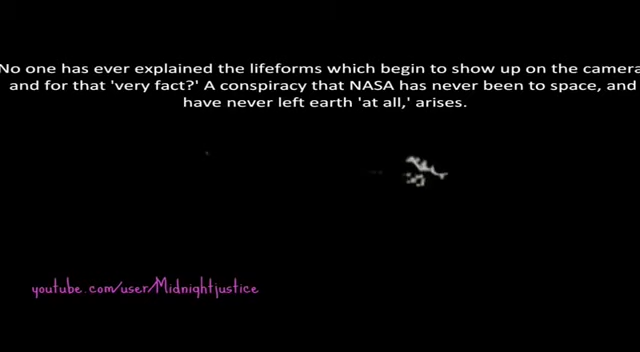 No one has ever explained the lifeforms which begin to show up on the camera
and for that 'very fact?' A conspiracy that NASA has never been to space, and
have never left earth 'at all,' arises.
youtube.com/user/Midnightjustice